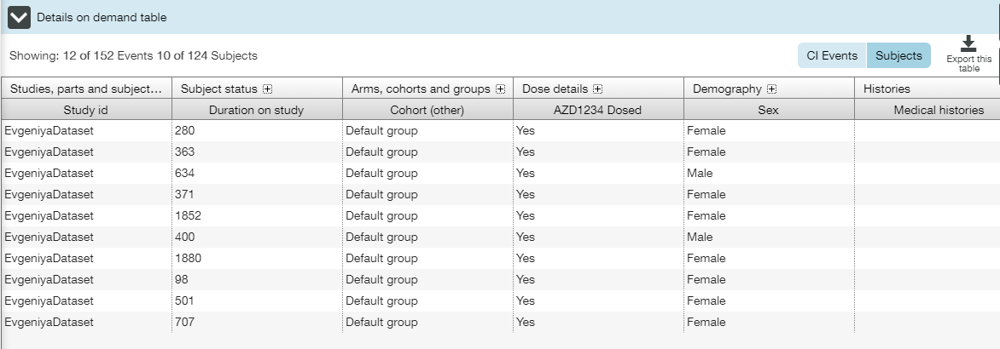 Details on demand table
Showing: 12 of 152 Events 10 of 124 Subjects
CI Events Subjects
Export this
table
Studies, parts and subject... Subject status Arms, cohorts and groups Dose details Demography Histories
Study id Duration on study Cohort (other) AZD1234 Dosed Sex Medical histories
EvgeniyaDataset 280 Default group Yes Female
EvgeniyaDataset 363 Default group Yes Female
EvgeniyaDataset 634 Default group Yes Male
EvgeniyaDataset 371 Default group Yes Female
EvgeniyaDataset 1852 Default group Yes Female
EvgeniyaDataset 400 Default group Yes Male
EvgeniyaDataset 1880 Default group Yes Female
EvgeniyaDataset 98 Default group Yes Female
EvgeniyaDataset 501 Default group Yes Female
EvgeniyaDataset 707 Default group Yes Female